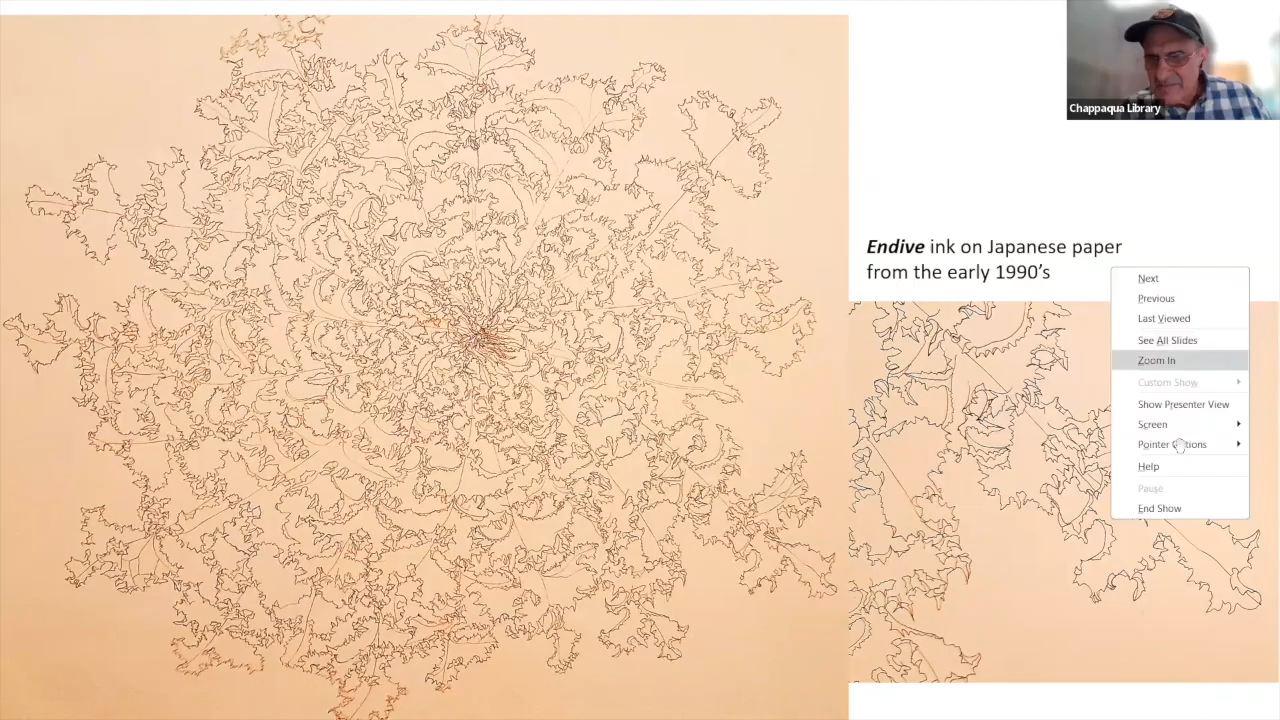 Chappaqua Library
Endive ink on Japanese paper
from the early 1990's
Next
Previous
Last Viewed
See All Slides
Zoom In
Custom Show
Show Presenter View
Screen
Pointer
Help
Pause
End Show